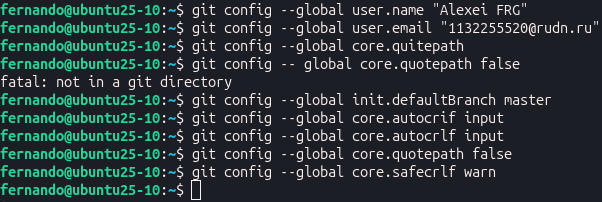 fernando@ubuntu25-10:~$ git config --global user.name "Alexei FRG"
fernando@ubuntu25-10:~$ git config --global user.email "1132255520@rudn.ru"
fernando@ubuntu25-10:~$ git config --global core.quitepath
fernando@ubuntu25-10:~$ git config -- global core.quotepath false
fatal: not in a git directory
fernando@ubuntu25-10:~$ git config --global init.defaultBranch master
fernando@ubuntu25-10:~$ git config --global core.autocrif input
fernando@ubuntu25-10:~$ git config --global core.autocrlf input
fernando@ubuntu25-10:~$ git config --global core.quotepath false
fernando@ubuntu25-10:~$ git config --global core.safecrlf warn
fernando@ubuntu25-10:~$